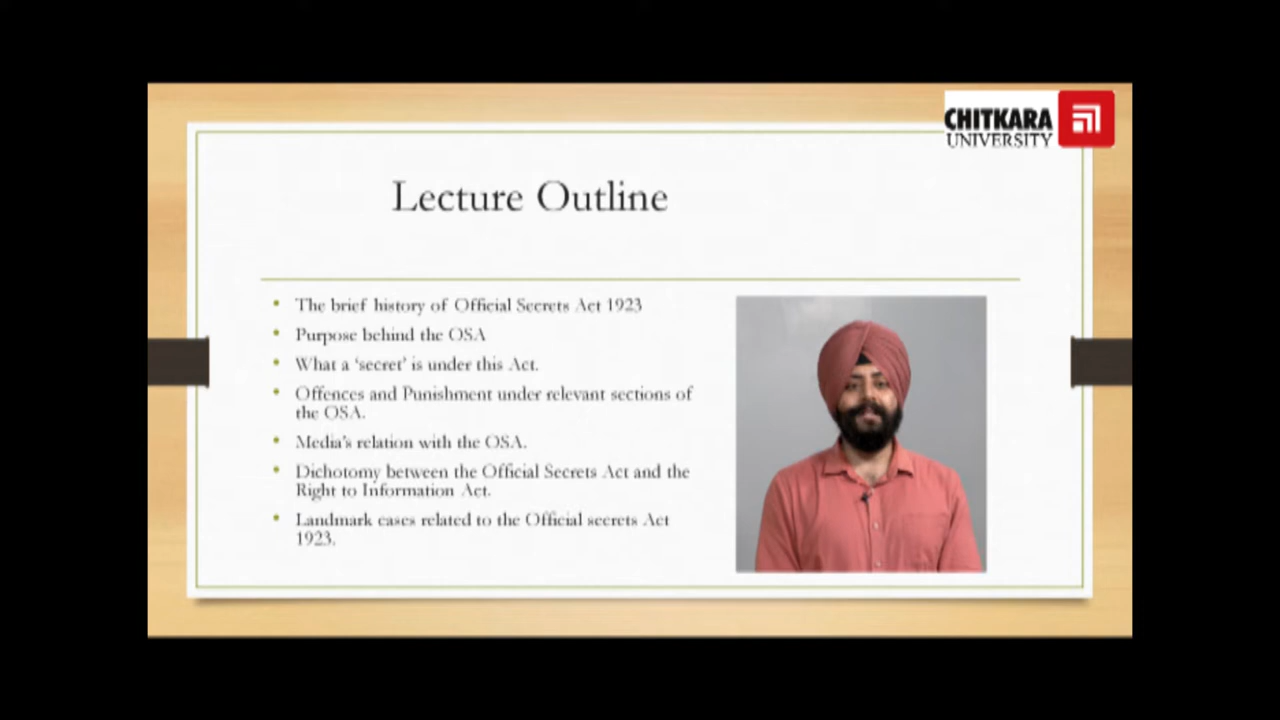 CHITKARA
UNIVERSITY
Lecture Outline
• The brief history of Official Secrets Act 1923
• Purpose behind the OSA
• What a ‘secret’ is under this Act.
• Offences and Punishment under relevant sections of
the OSA.
• Media’s relation with the OSA.
• Dichotomy between the Official Secrets Act and the
Right to Information Act.
• Landmark cases related to the Official secrets Act
1923.